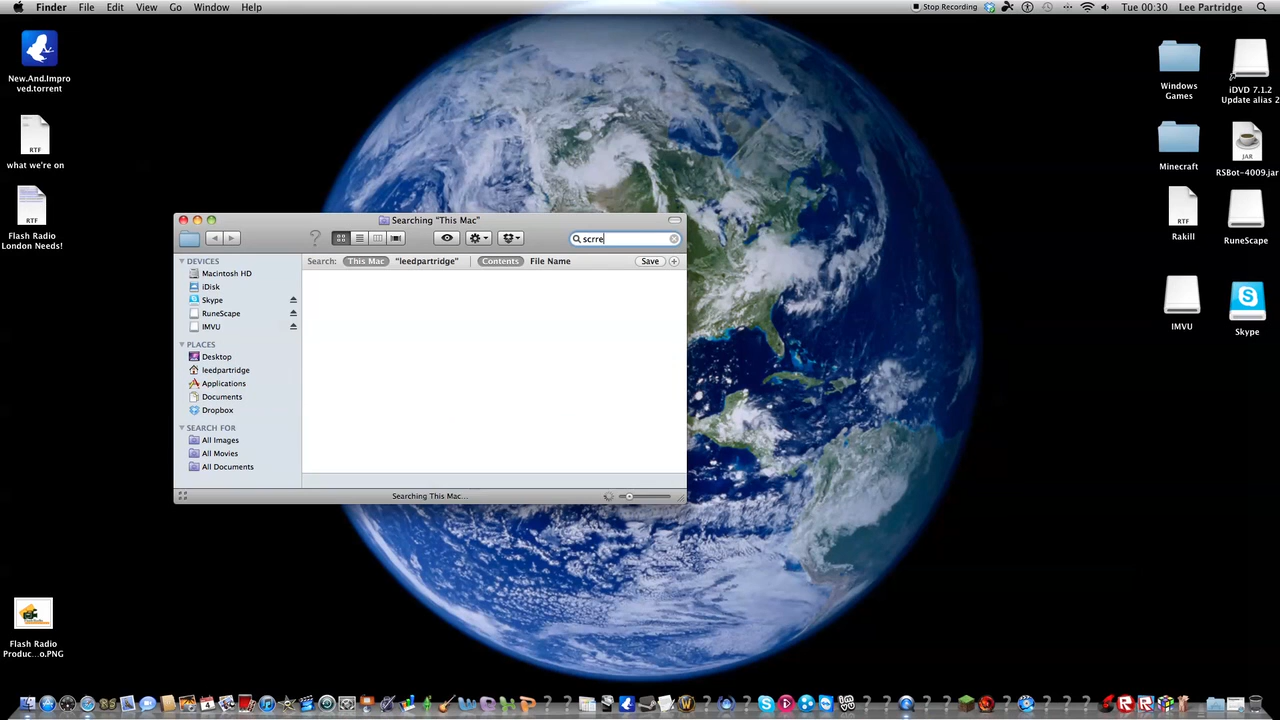 Finder File Edit View Go Window Help
Stop Recording Tue 00:30 Lee Partridge
New.And.Impro
ved.torrent
RTF
what we're on
RTF
Flash Radio
London Needs!
Flash Radio
Produc...o.PNG
Windows
Games
iDVD 7.1.2
Update alias 2
Minecraft
JAR
RSBot-4009.jar
RTF
Rakill
RuneScape
IMVU
Skype
Searching "This Mac"
scrre
Search: This Mac "leedpartridge" Contents File Name Save
DEVICES
Macintosh HD
iDisk
Skype
RuneScape
IMVU
PLACES
Desktop
leedpartridge
Applications
Documents
Dropbox
SEARCH FOR
All Images
All Movies
All Documents
Searching This Mac...